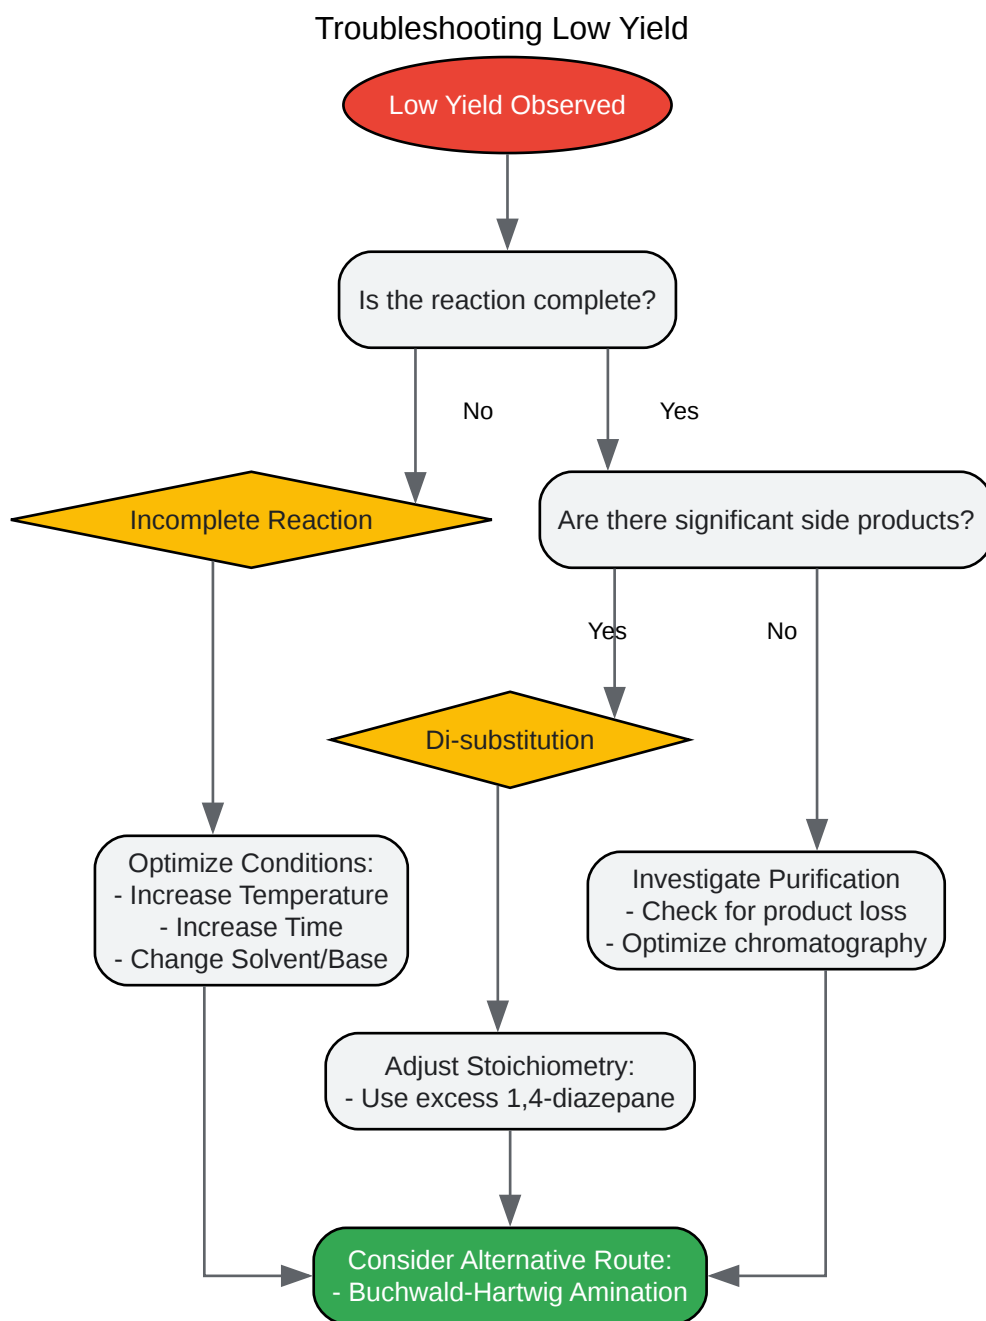 Troubleshooting Low Yield
Low Yield Observed
Is the reaction complete?
No
Yes
Incomplete Reaction
Are there significant side products?
Yes
No
Di-substitution
Optimize Conditions:
- Increase Temperature
- Increase Time
- Change Solvent/Base
Investigate Purification
- Check for product loss
- Optimize chromatography
Adjust Stoichiometry:
- Use excess 1,4-diazepane
Consider Alternative Route:
- Buchwald-Hartwig Amination